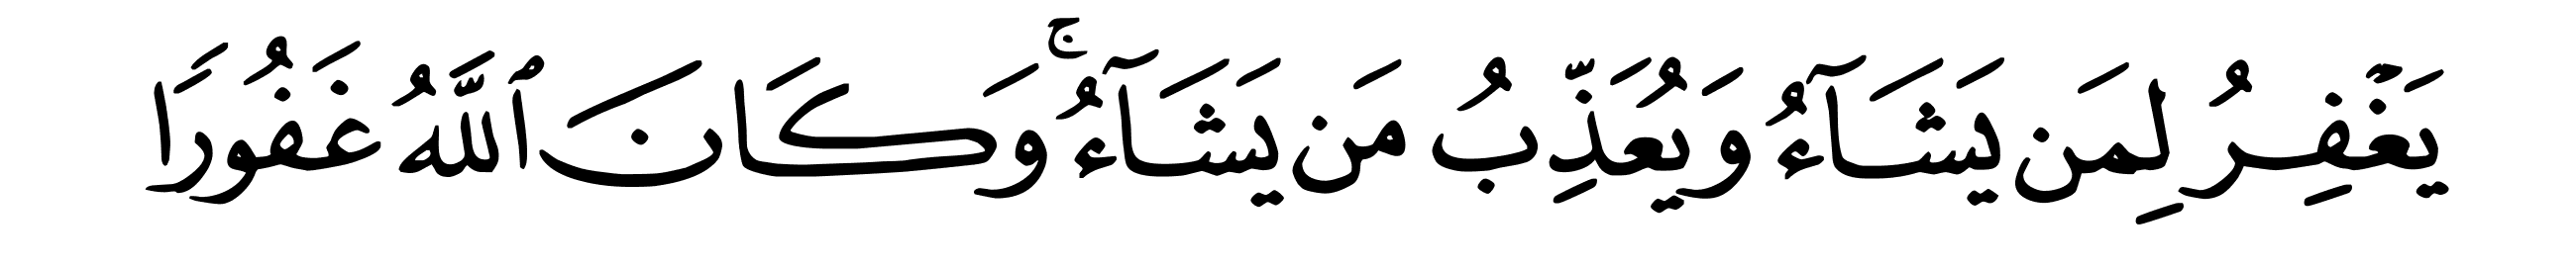 يَغۡفِرُ لِمَن يَشَآءُ وَيُعَذِّبُ مَن يَشَآءُۚ وَكَانَ ٱللَّهُ غَفُورٗا